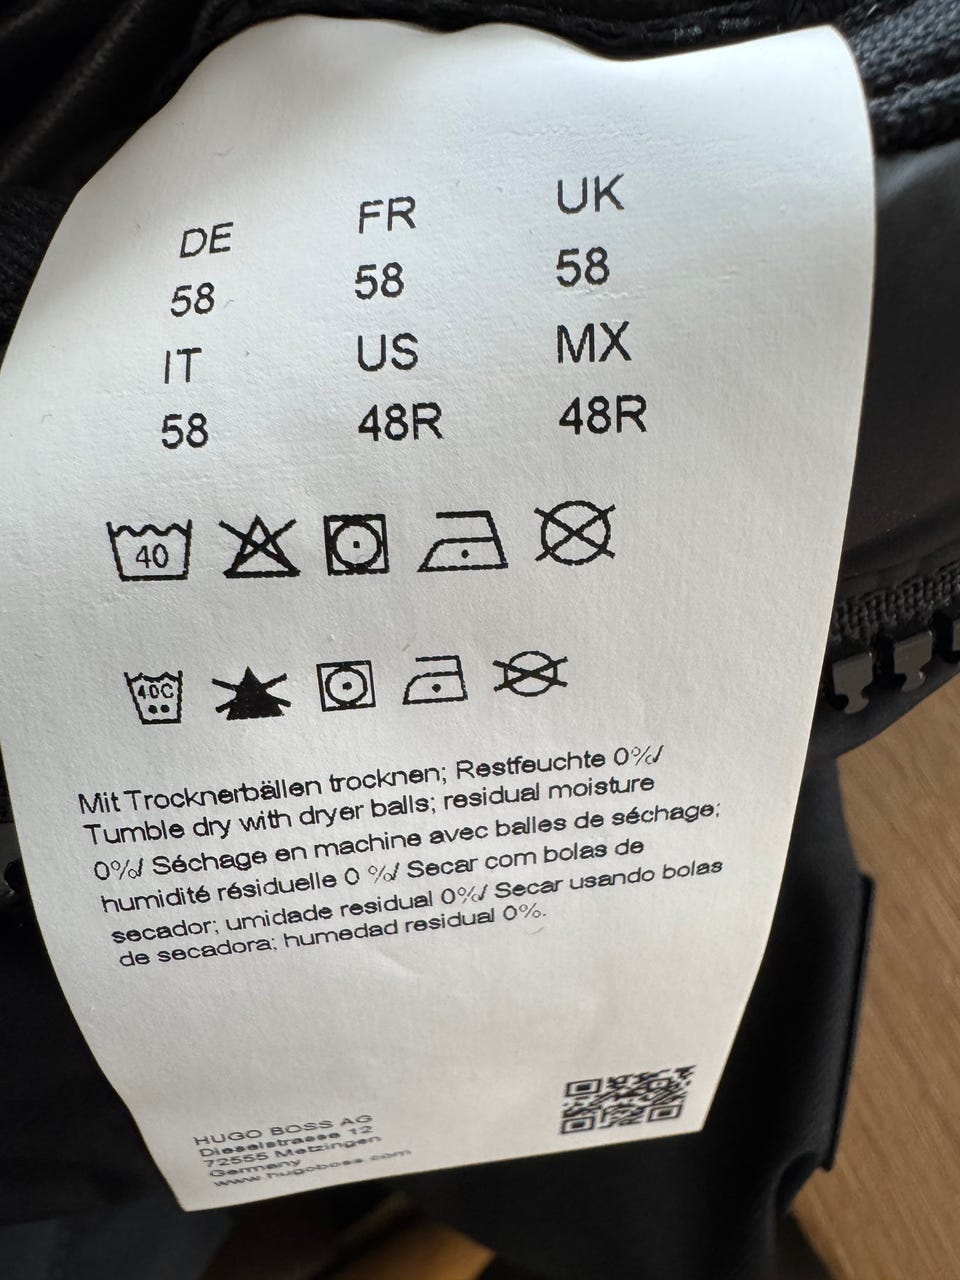 DE FR UK
58 58 58
IT US MX
58 48R 48R
40
40C
Mit Trocknerbällen trocknen; Restfeuchte 0%/
Tumble dry with dryer balls; residual moisture
0%/ Séchage en machine avec balles de séchage;
humidité résiduelle 0 %/ Secar com bolas de
secador; umidade residual 0%/ Secar usando bolas
de secadora; humedad residual 0%.
HUGO BOSS AG
Dieselstrasse 12
72555 Metzingen
Germany
www.hugoboss.com